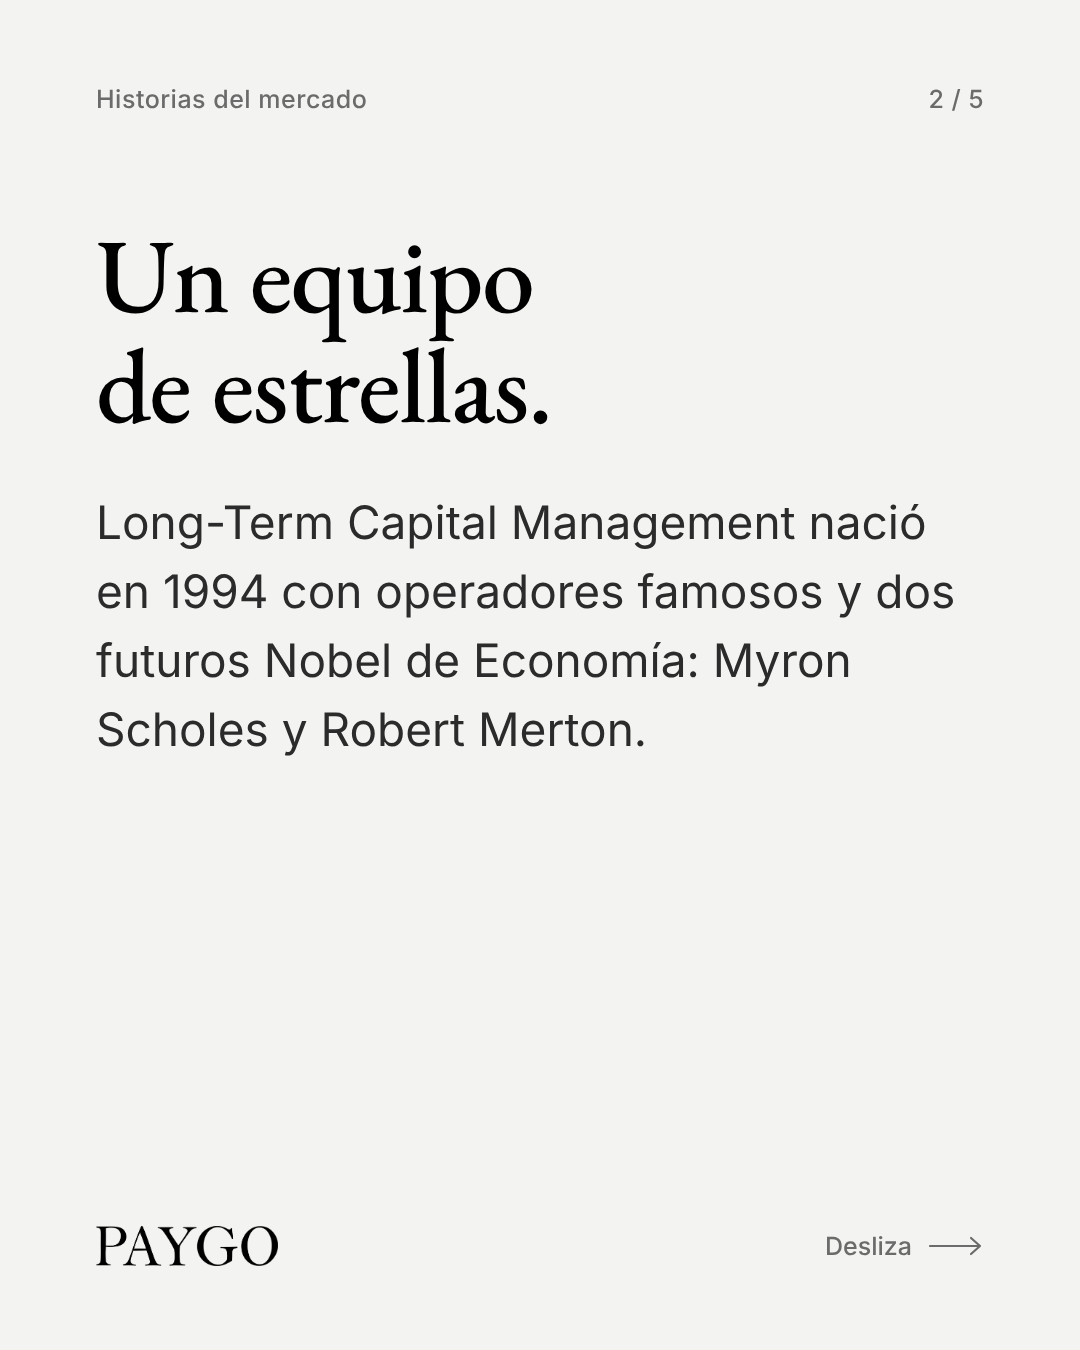 Historias del mercado
2 / 5
Un equipo
de estrellas.
Long-Term Capital Management nació
en 1994 con operadores famosos y dos
futuros Nobel de Economía: Myron
Scholes y Robert Merton.
PAYGO
Desliza